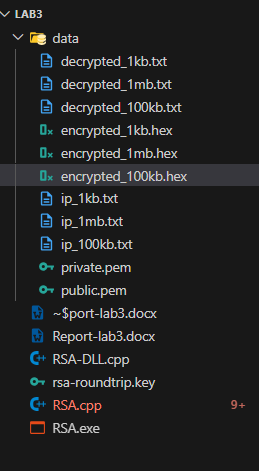 LAB3
data
decrypted_1kb.txt
decrypted_1mb.txt
decrypted_100kb.txt
encrypted_1kb.hex
encrypted_1mb.hex
encrypted_100kb.hex
ip_1kb.txt
ip_1mb.txt
ip_100kb.txt
private.pem
public.pem
~$port-lab3.docx
Report-lab3.docx
RSA-DLL.cpp
rsa-roundtrip.key
RSA.cpp 9+
RSA.exe